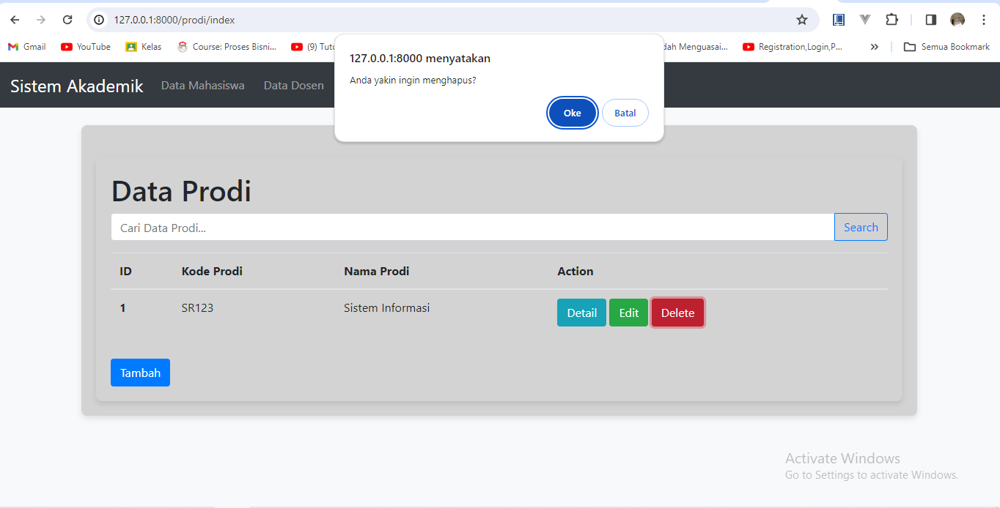 127.0.0.1:8000/prodi/index
Gmail YouTube Kelas Course: Proses Bisni... (9) Tuto dah Menguasai... Registration,Login,P... » Semua Bookmark
127.0.0.1:8000 menyatakan
Anda yakin ingin menghapus?
Oke Batal
Sistem Akademik Data Mahasiswa Data Dosen
Data Prodi
Cari Data Prodi... Search
ID Kode Prodi Nama Prodi Action
1 SR123 Sistem Informasi Detail Edit Delete
Tambah
Activate Windows
Go to Settings to activate Windows.